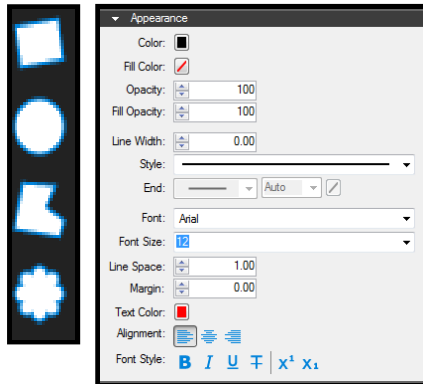 Appearance
Color:
Fill Color:
Opacity: 100
Fill Opacity: 100
Line Width: 0.00
Style:
End: Auto
Font: Arial
Font Size: 12
Line Space: 1.00
Margin: 0.00
Text Color:
Alignment:
Font Style: B I U T X¹ X₁